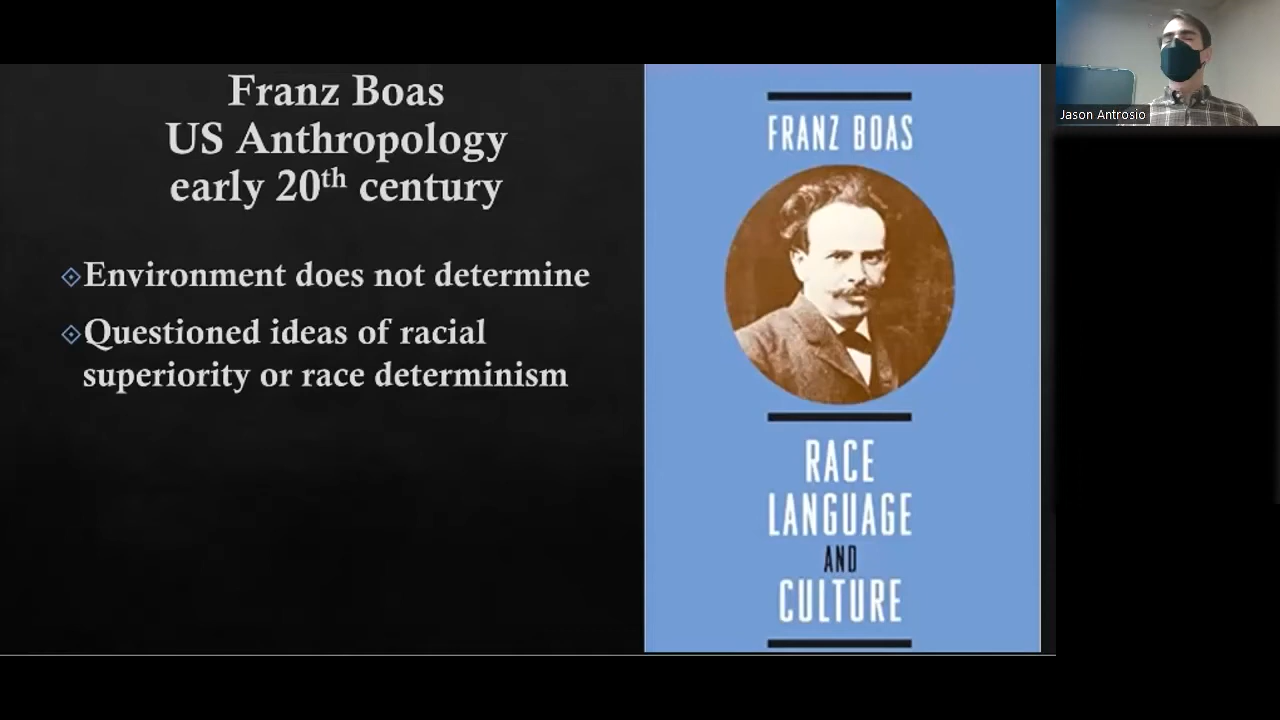 Franz Boas
US Anthropology
early 20th century
Environment does not determine
Questioned ideas of racial
superiority or race determinism
FRANZ BOAS
RACE
LANGUAGE
AND
CULTURE
Jason Antrosio